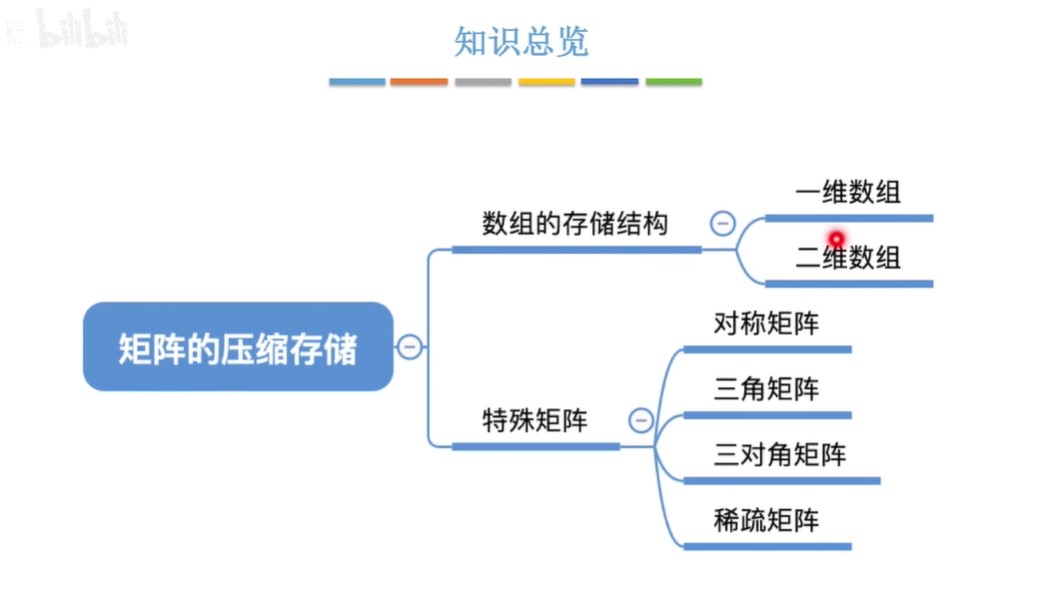 bilibili
知识总览
数组的存储结构
一维数组
二维数组
矩阵的压缩存储
特殊矩阵
对称矩阵
三角矩阵
三对角矩阵
稀疏矩阵